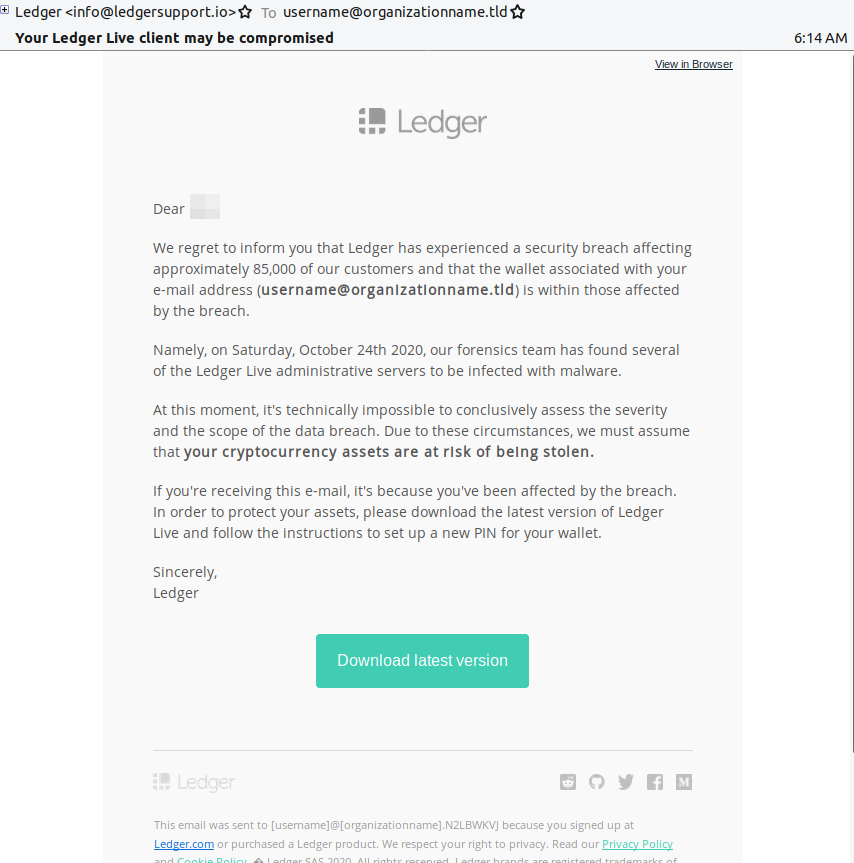 Ledger <info@ledgersupport.io> To username@organizationname.tld
Your Ledger Live client may be compromised 6:14 AM
View in Browser
Ledger
Dear
We regret to inform you that Ledger has experienced a security breach affecting
approximately 85,000 of our customers and that the wallet associated with your
e-mail address (username@organizationname.tld) is within those affected
by the breach.
Namely, on Saturday, October 24th 2020, our forensics team has found several
of the Ledger Live administrative servers to be infected with malware.
At this moment, it's technically impossible to conclusively assess the severity
and the scope of the data breach. Due to these circumstances, we must assume
that your cryptocurrency assets are at risk of being stolen.
If you're receiving this e-mail, it's because you've been affected by the breach.
In order to protect your assets, please download the latest version of Ledger
Live and follow the instructions to set up a new PIN for your wallet.
Sincerely,
Ledger
Download latest version
Ledger
This email was sent to [username]@[organizationname].N2LBWKVJ because you signed up at
Ledger.com or purchased a Ledger product. We respect your right to privacy. Read our Privacy Policy
and Cookie Policy. � Ledger SAS 2020. All rights reserved. Ledger brands are registered trademarks of